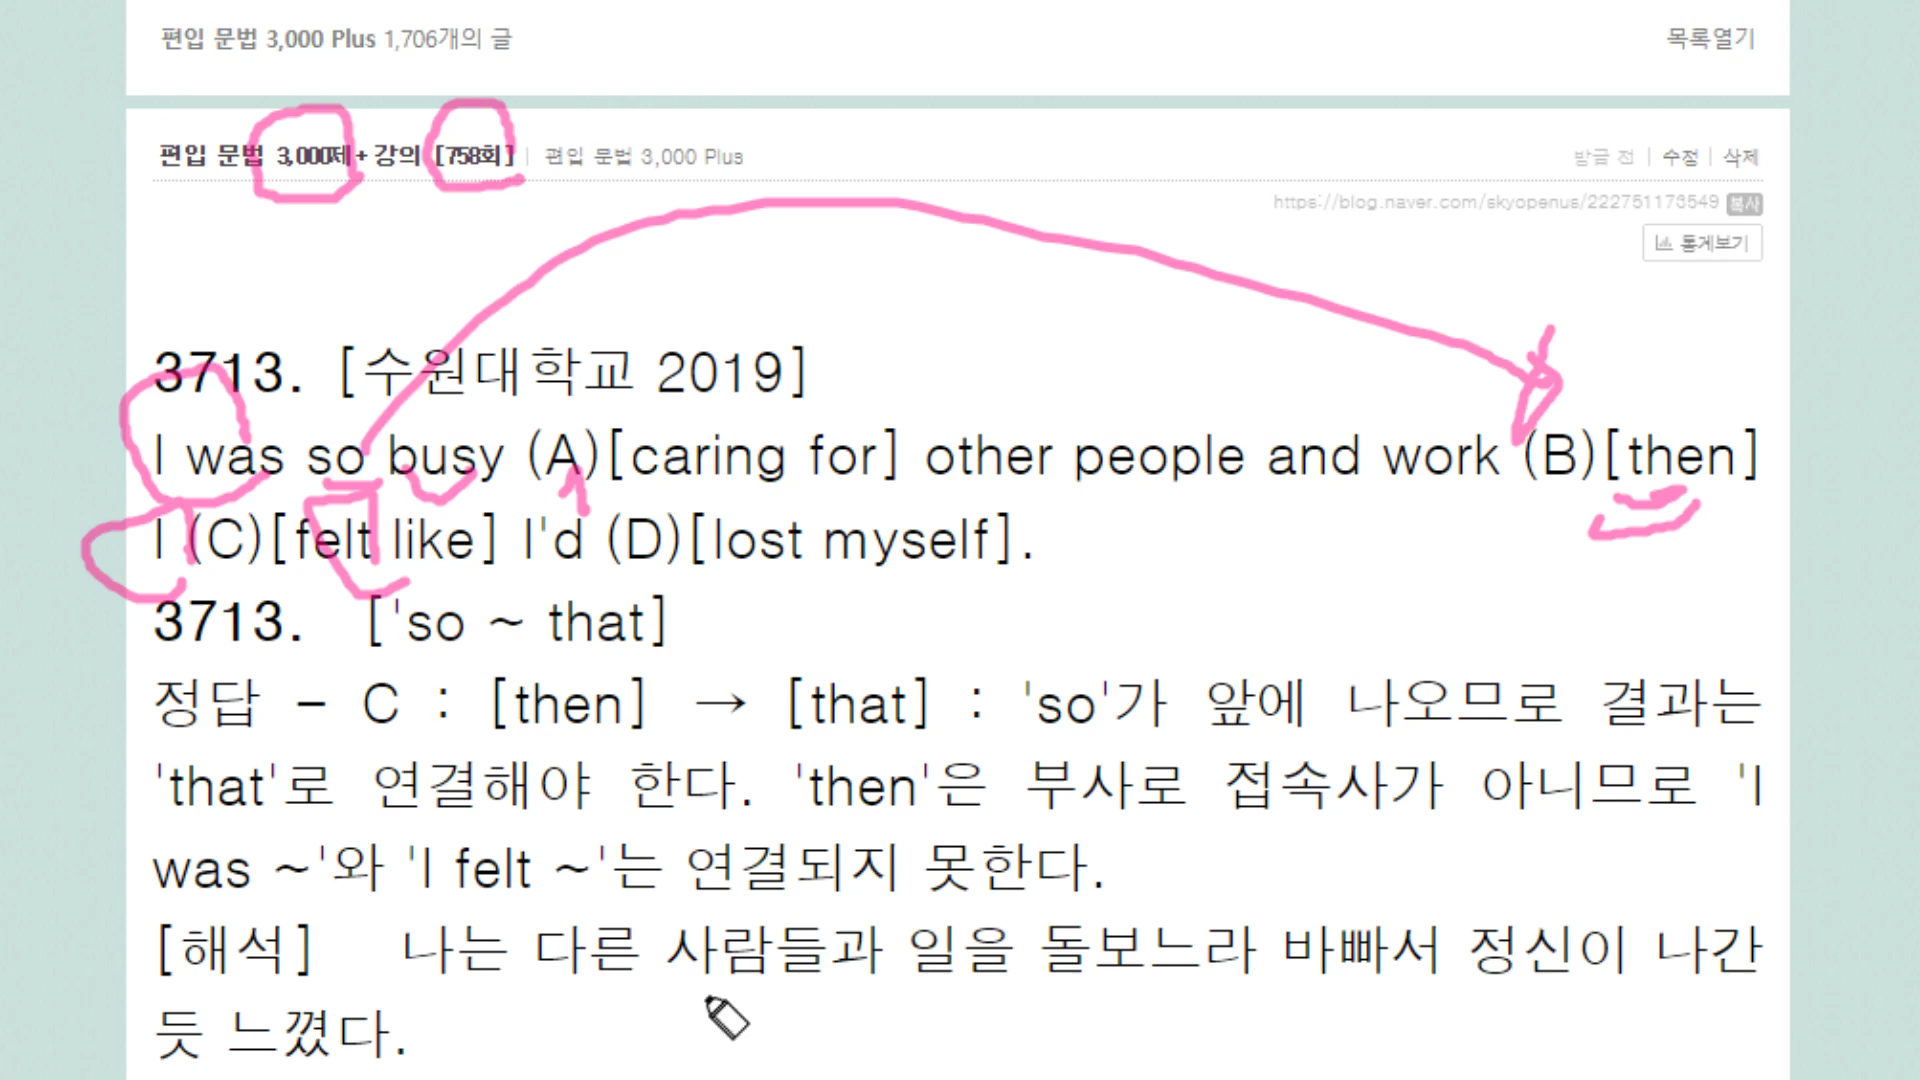 편입 문법 3,000 Plus 1,706개의 글
목록열기
편입 문법 3,000제+ 강의 [758회] 편입 문법 3,000 Plus
방금 전 수정 삭제
https://blog.naver.com/skyopenus/222751173549 복사
통계보기
3713. [수원대학교 2019]
I was so busy (A)[caring for] other people and work (B)[then]
I (C)[felt like] I'd (D)[lost myself].
3713. ['so ~ that]
정답 - C : [then] → [that] : 'so'가 앞에 나오므로 결과는
'that'로 연결해야 한다. 'then'은 부사로 접속사가 아니므로 'I
was ~'와 'I felt ~'는 연결되지 못한다.
[해석] 나는 다른 사람들과 일을 돌보느라 바빠서 정신이 나간
듯 느꼈다.